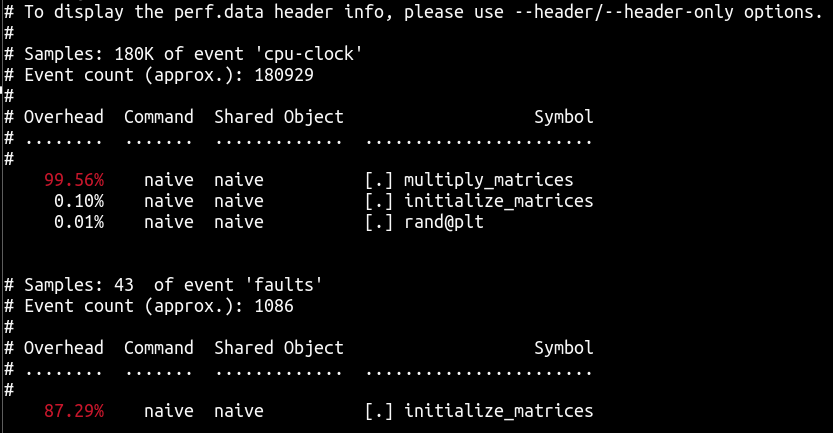 # To display the perf.data header info, please use --header/--header-only options.
#
# Samples: 180K of event 'cpu-clock'
# Event count (approx.): 180929
#
# Overhead  Command  Shared Object                   Symbol
# ........  .......  .............  .......................
#
    99.56%    naive  naive          [.] multiply_matrices
     0.10%    naive  naive          [.] initialize_matrices
     0.01%    naive  naive          [.] rand@plt
# Samples: 43  of event 'faults'
# Event count (approx.): 1086
#
# Overhead  Command  Shared Object                   Symbol
# ........  .......  .............  .......................
#
    87.29%    naive  naive          [.] initialize_matrices